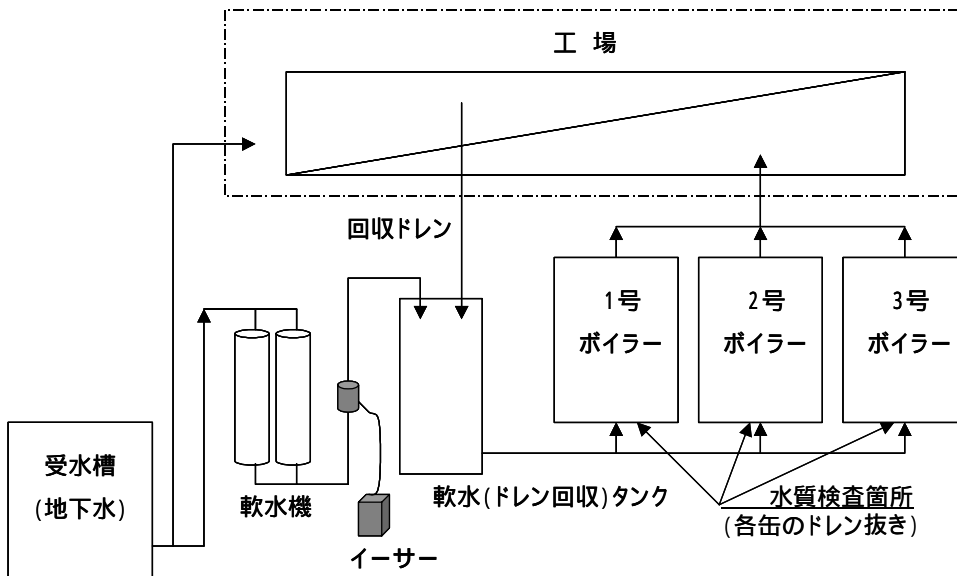 工 場
回収ドレン
1号
ボイラー
2号
ボイラー
3号
ボイラー
受水槽
(地下水)
軟水機
軟水(ドレン回収)タンク
水質検査箇所
(各缶のドレン抜き)
イーサー